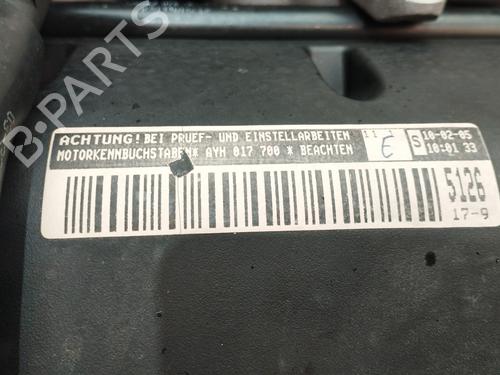 B-PARTS
ACHTUNG! BEI PRUEF- UND EINSTELLARBEITEN
MOTORKENNBUCHSTABEN* AYH 017 700 * BEACHTEN
E
S
10-02-05
10:01 33
5126
17-9